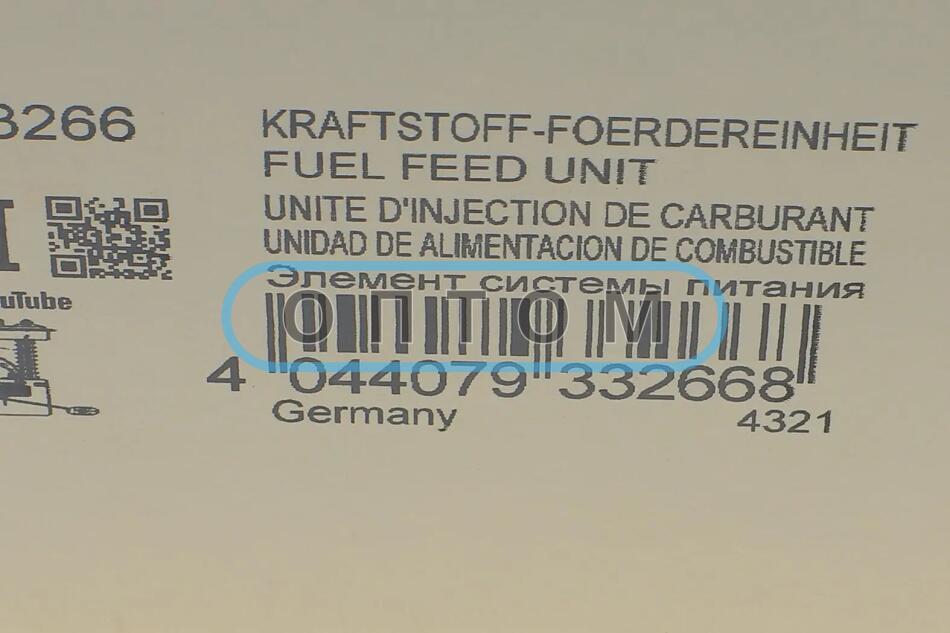 3266
KRAFTSTOFF-FOERDEREINHEIT
FUEL FEED UNIT
UNITE D'INJECTION DE CARBURANT
UNIDAD DE ALIMENTACION DE COMBUSTIBLE
Элемент системы питания
ОПТОМ
4 044079 332668
Germany
4321
uTube